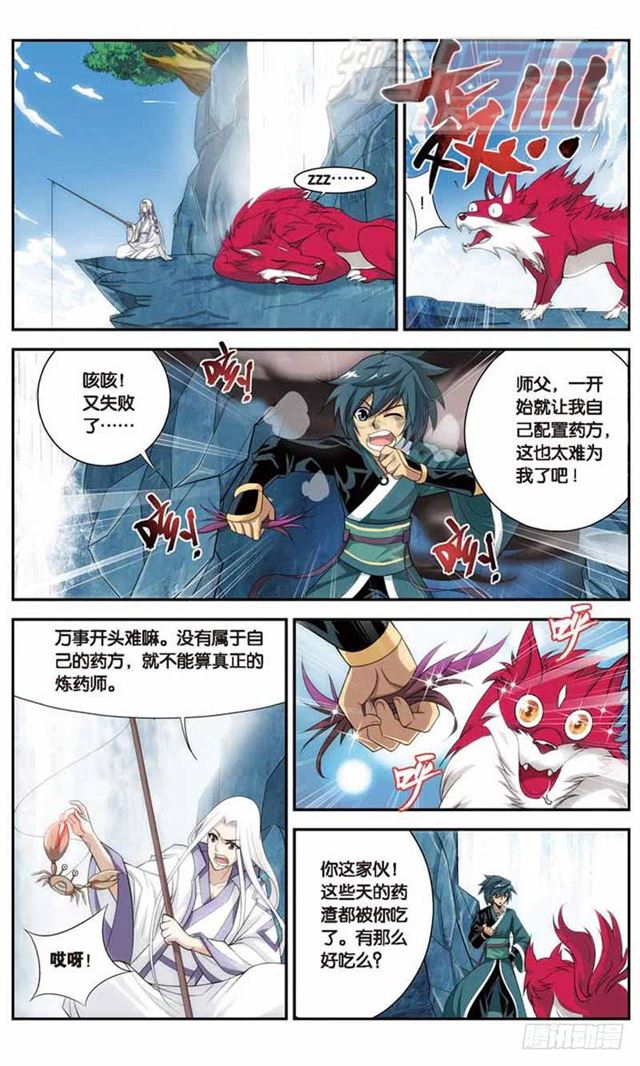 ZZZ……
!
咳咳！
又失败
了……
咳!
咳!
咳!
师父，一开
始就让我自
己配置药方，
这也太难为
我了吧！
万事开头难嘛。没有属于自
己的药方，就不能算真正的
炼药师。
哎呀！
呼
呼
你这家伙！
这些天的药
渣都被你吃
了。有那么
好吃么？
腾讯动漫